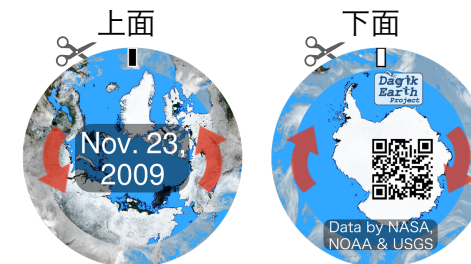 上面
下面
Nov. 23,
2009
Dagik
Earth
Project
Data by NASA,
NOAA & USGS